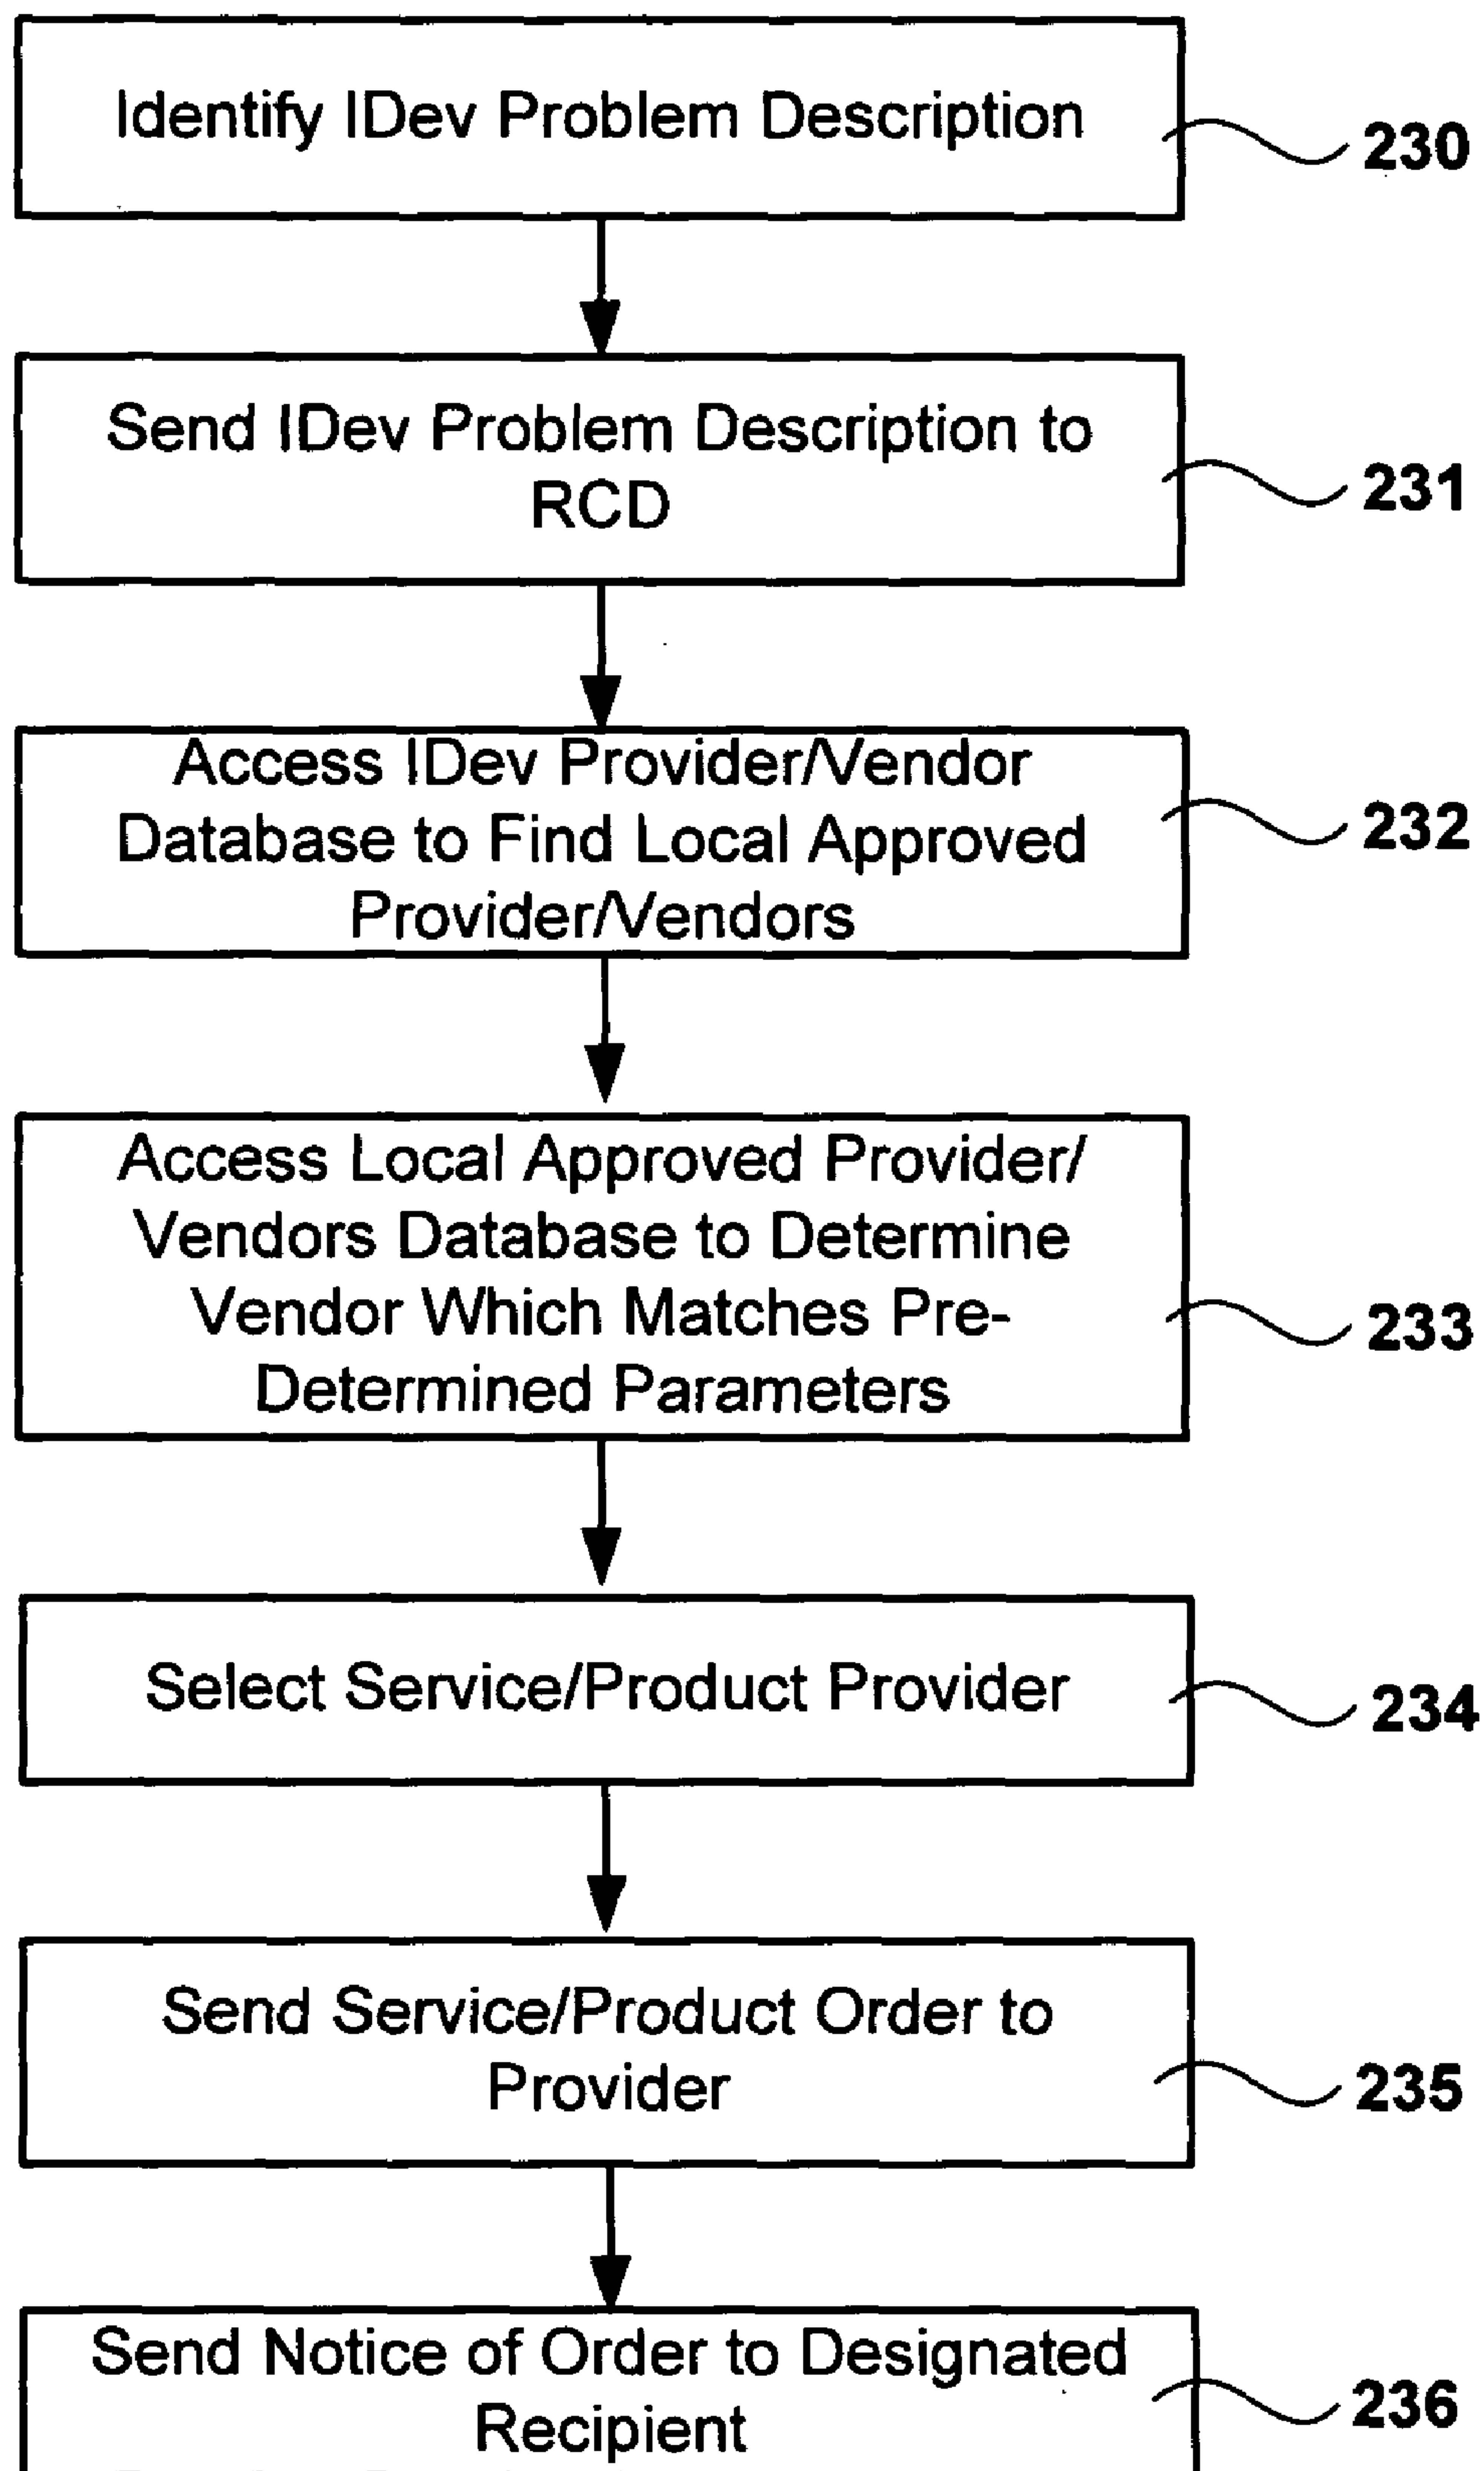 Identify IDev Problem Description
230
Send IDev Problem Description to
RCD
231
Access IDev Provider/Vendor
Database to Find Local Approved
Provider/Vendors
232
Access Local Approved Provider/
Vendors Database to Determine
Vendor Which Matches Pre-
Determined Parameters
233
Select Service/Product Provider
234
Send Service/Product Order to
Provider
235
Send Notice of Order to Designated
Recipient
236